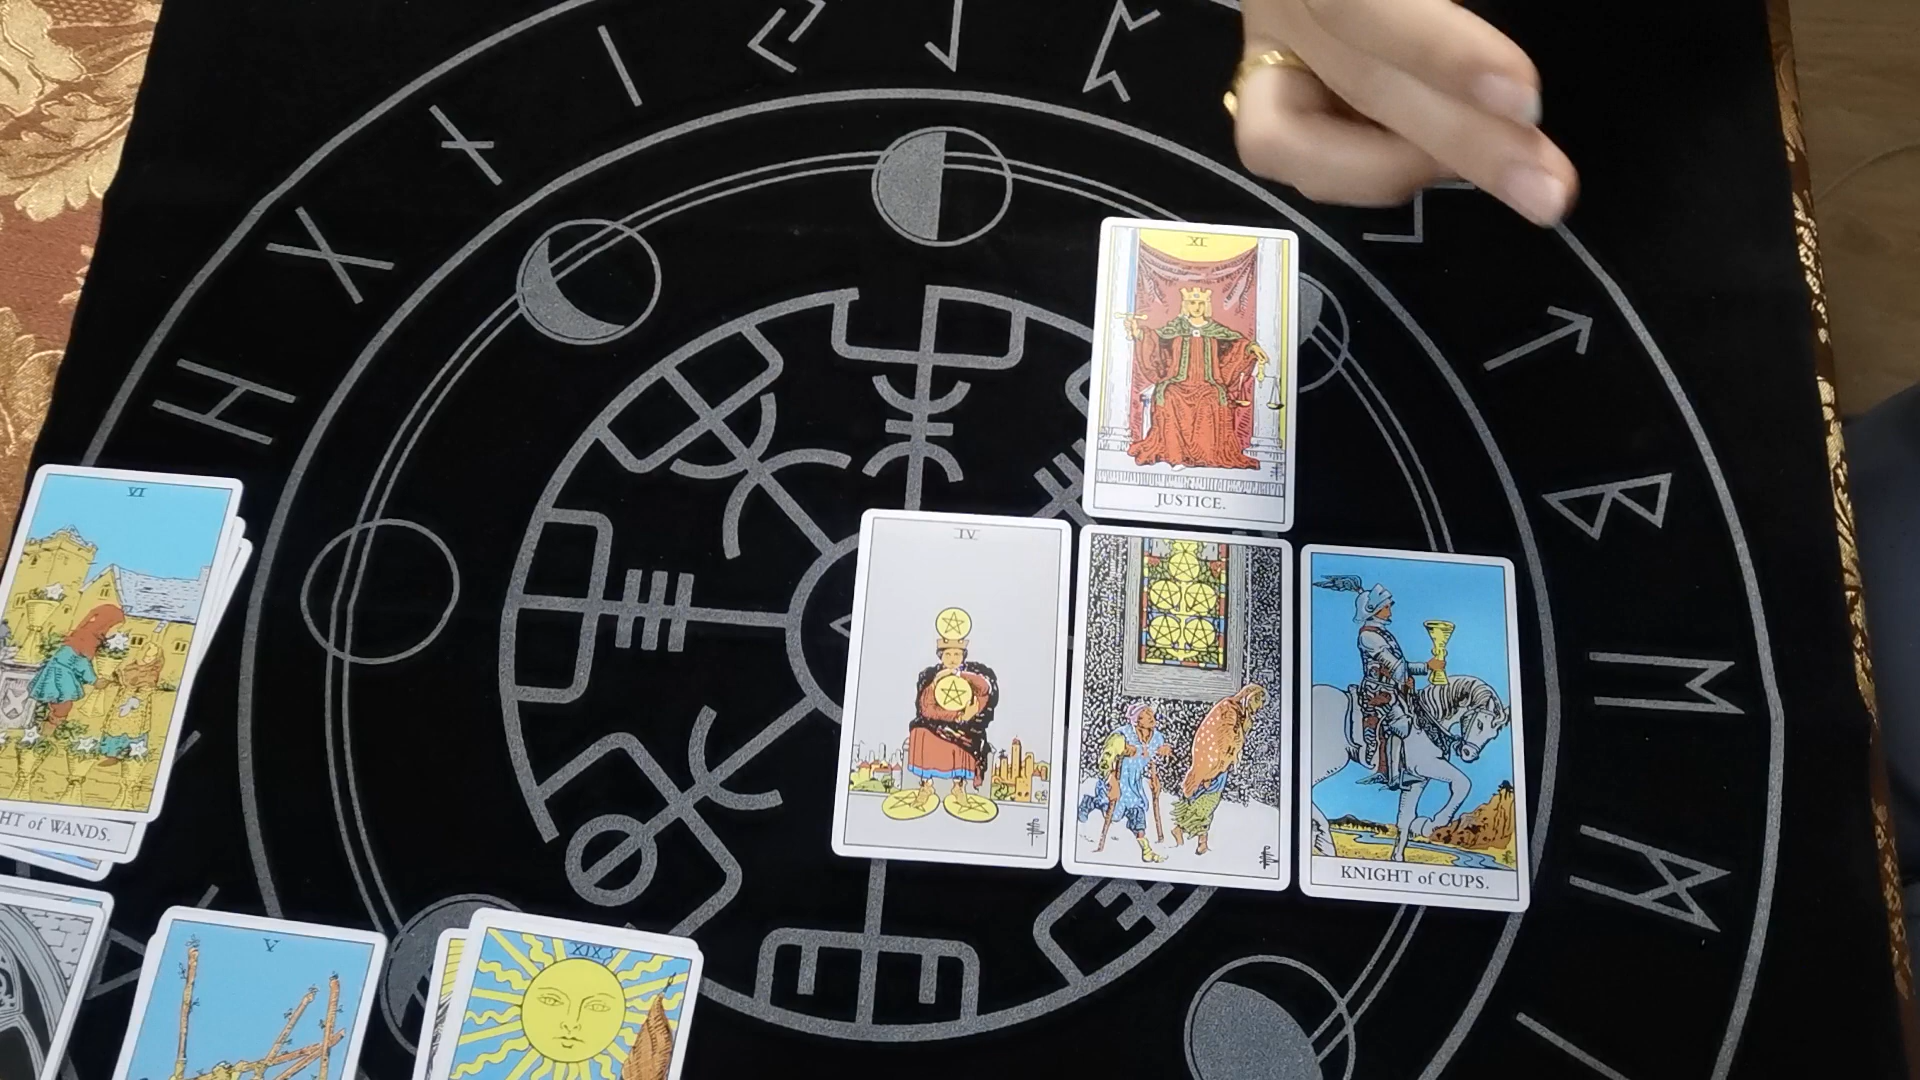 XI
JUSTICE.
VI
IV
KNIGHT of CUPS.
HT of WANDS.
V
XIX